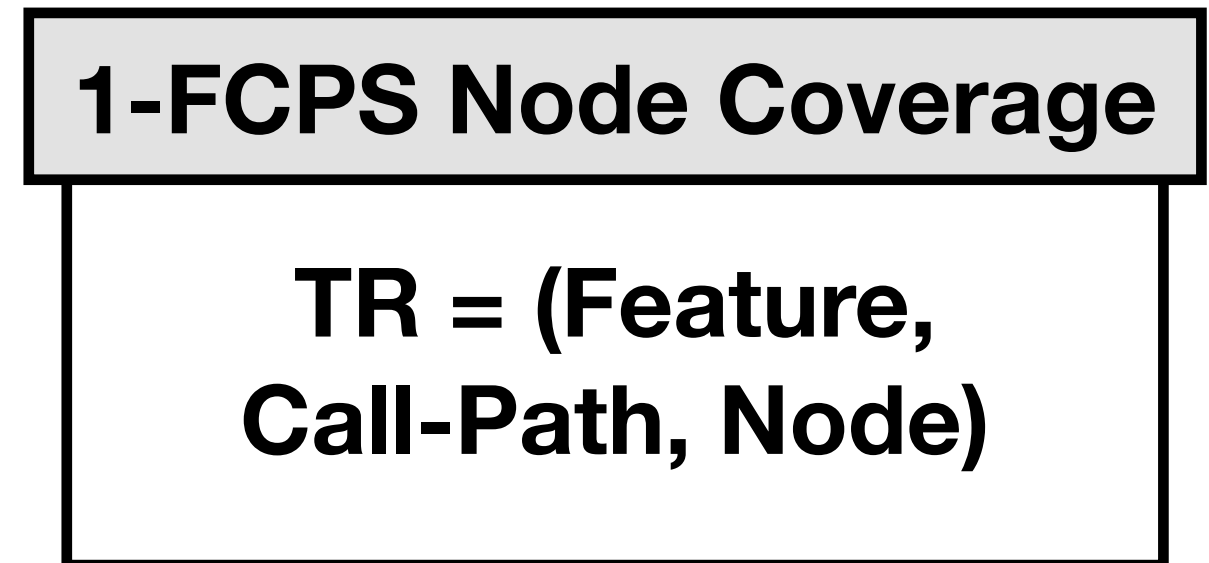 1-FCPS Node Coverage
TR = (Feature,
Call-Path, Node)